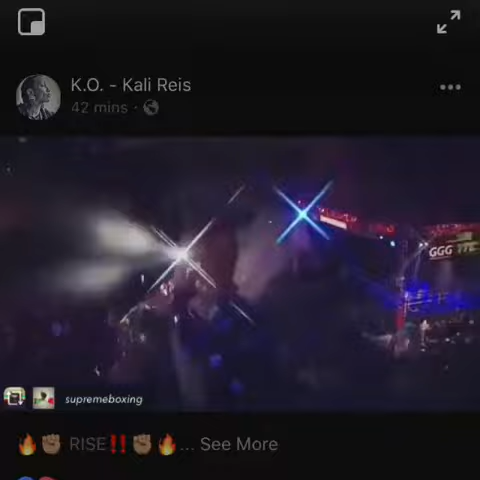 K.O. - Kali Reis
42 mins ·
GGG
supremeboxing
🔥✊🏽 RISE‼️✊🏽🔥... See More